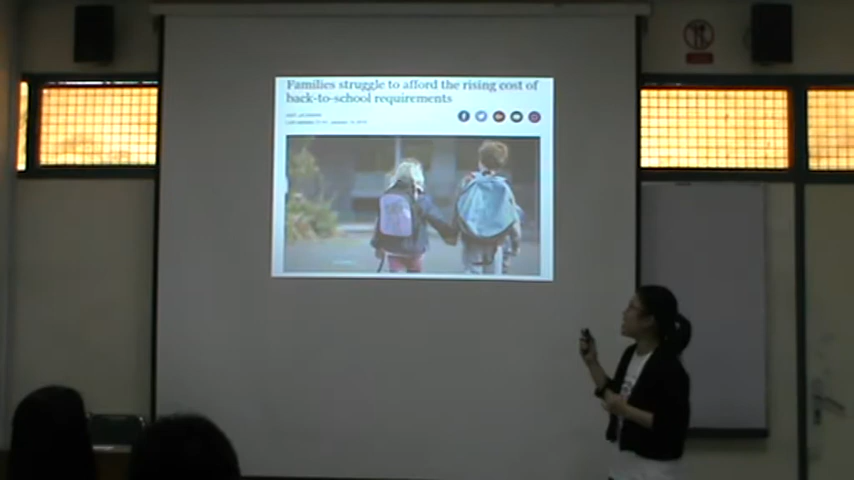 Families struggle to afford the rising cost of
back-to-school requirements